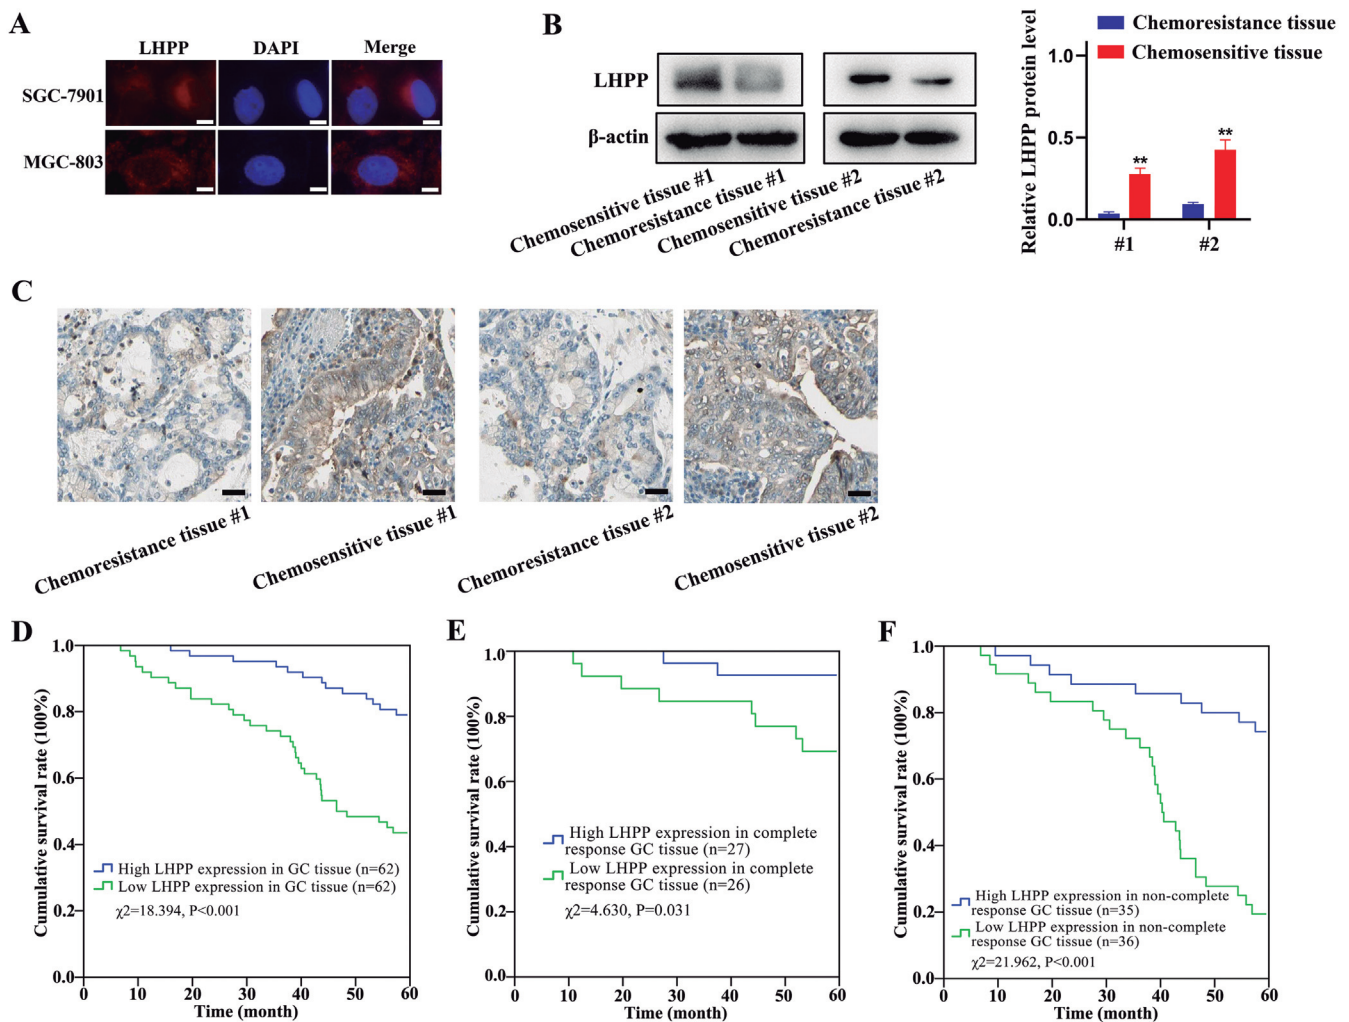 A
LHPP DAPI Merge
SGC-7901
MGC-803
B
LHPP
β-actin
Chemosensitive tissue #1
Chemoresistance tissue #1
Chemosensitive tissue #2
Chemoresistance tissue #2
Chemoresistance tissue
Chemosensitive tissue
Relative LHPP protein level
1.0
0.5
0.0
**
**
#1 #2
C
Chemoresistance tissue #1
Chemosensitive tissue #1
Chemoresistance tissue #2
Chemosensitive tissue #2
D
Cumulative survival rate (100%)
1.0
0.8
0.6
0.4
0.2
0.0
High LHPP expression in GC tissue (n=62)
Low LHPP expression in GC tissue (n=62)
χ2=18.394, P<0.001
0 10 20 30 40 50 60
Time (month)
E
Cumulative survival rate (100%)
1.0
0.8
0.6
0.4
0.2
0.0
High LHPP expression in complete
response GC tissue (n=27)
Low LHPP expression in complete
response GC tissue (n=26)
χ2=4.630, P=0.031
0 10 20 30 40 50 60
Time (month)
F
Cumulative survival rate (100%)
1.0
0.8
0.6
0.4
0.2
0.0
High LHPP expression in non-complete
response GC tissue (n=35)
Low LHPP expression in non-complete
response GC tissue (n=36)
χ2=21.962, P<0.001
0 10 20 30 40 50 60
Time (month)